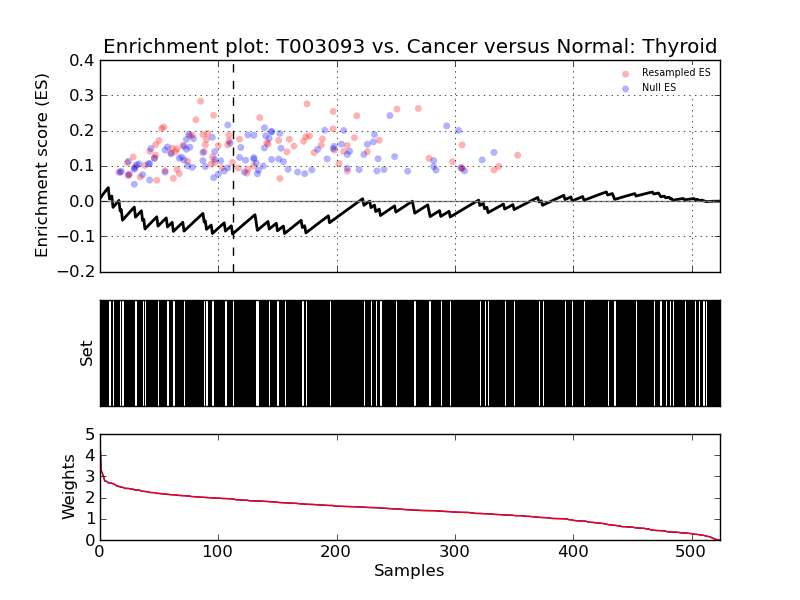 Enrichment plot: T003093 vs. Cancer versus Normal: Thyroid
0.4
0.3
0.2
0.1
0.0
−0.1
−0.2
Enrichment score (ES)
Resampled ES
Null ES
Set
5
4
3
2
1
0
Weights
0 100 200 300 400 500
Samples